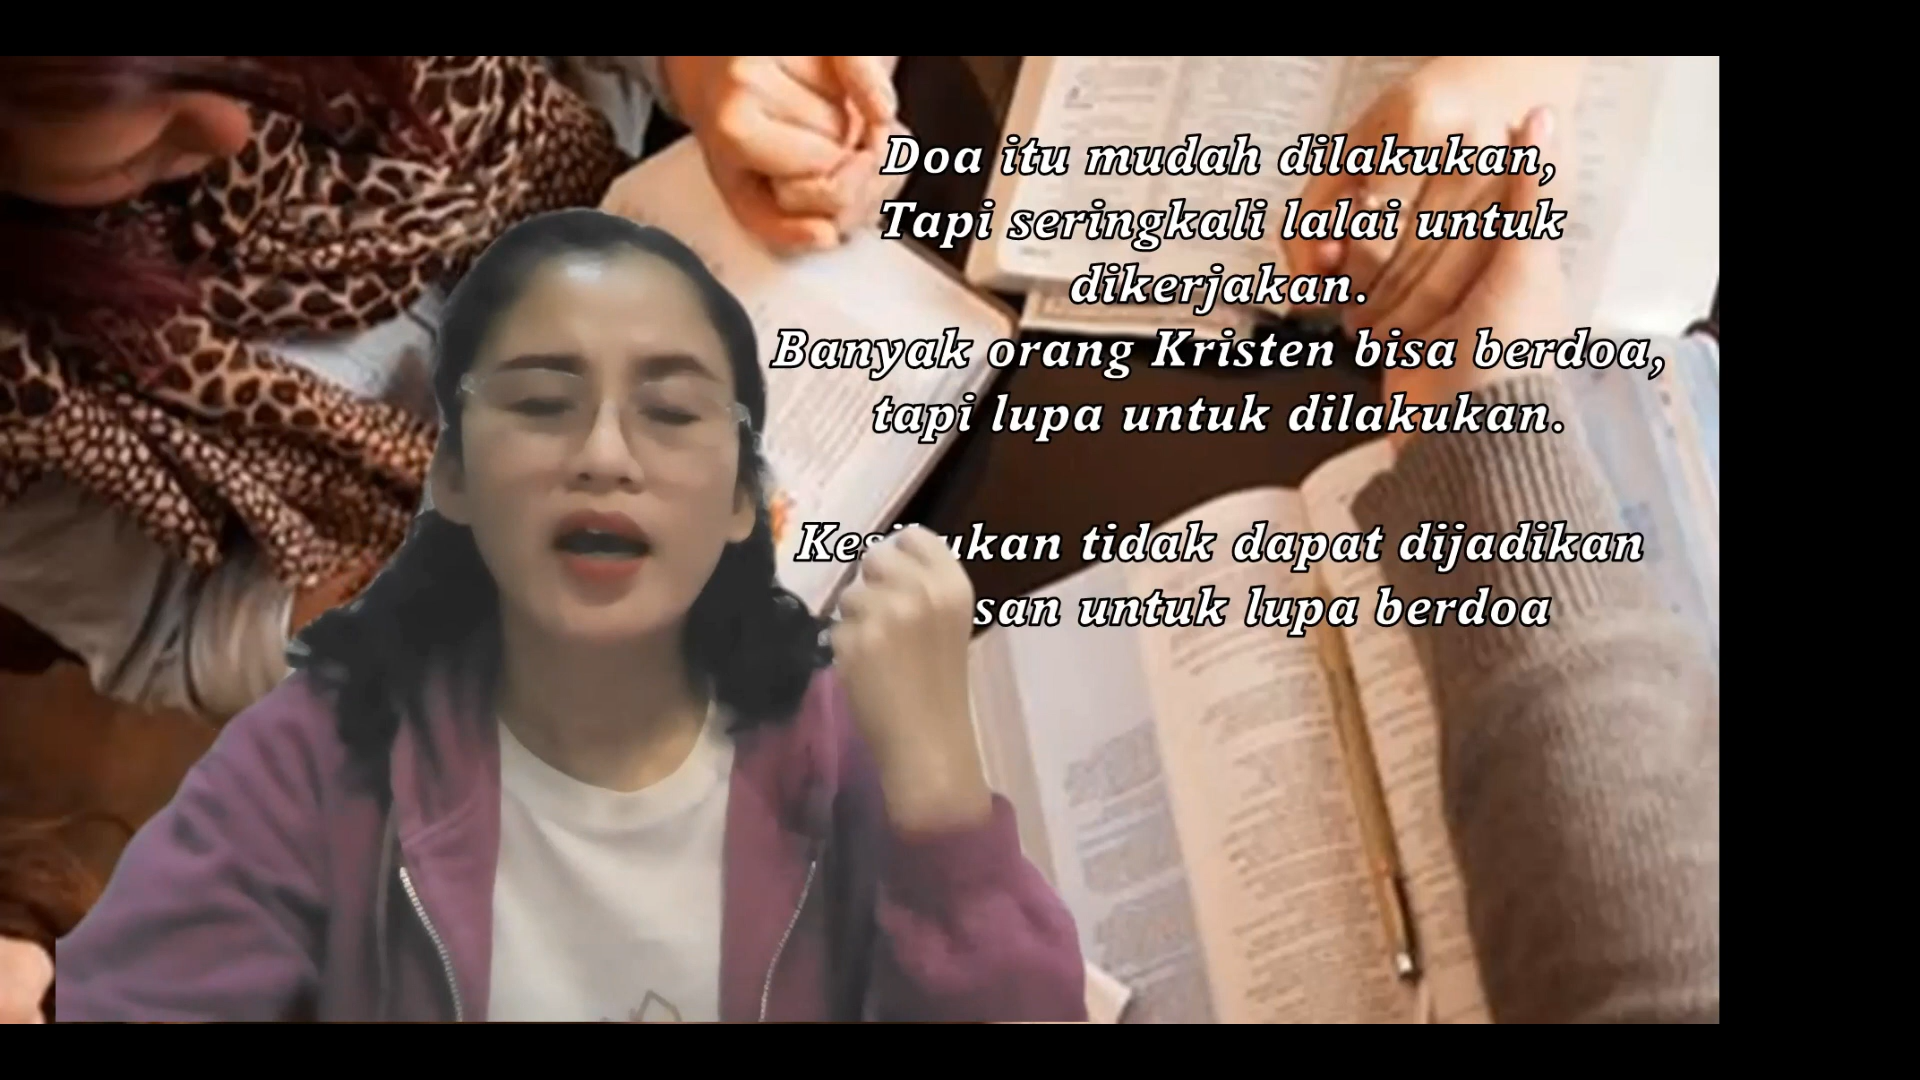 Doa itu mudah dilakukan,
Tapi seringkali lalai untuk
dikerjakan.
Banyak orang Kristen bisa berdoa,
tapi lupa untuk dilakukan.
tidak dapat dijadikan
untuk lupa berdoa